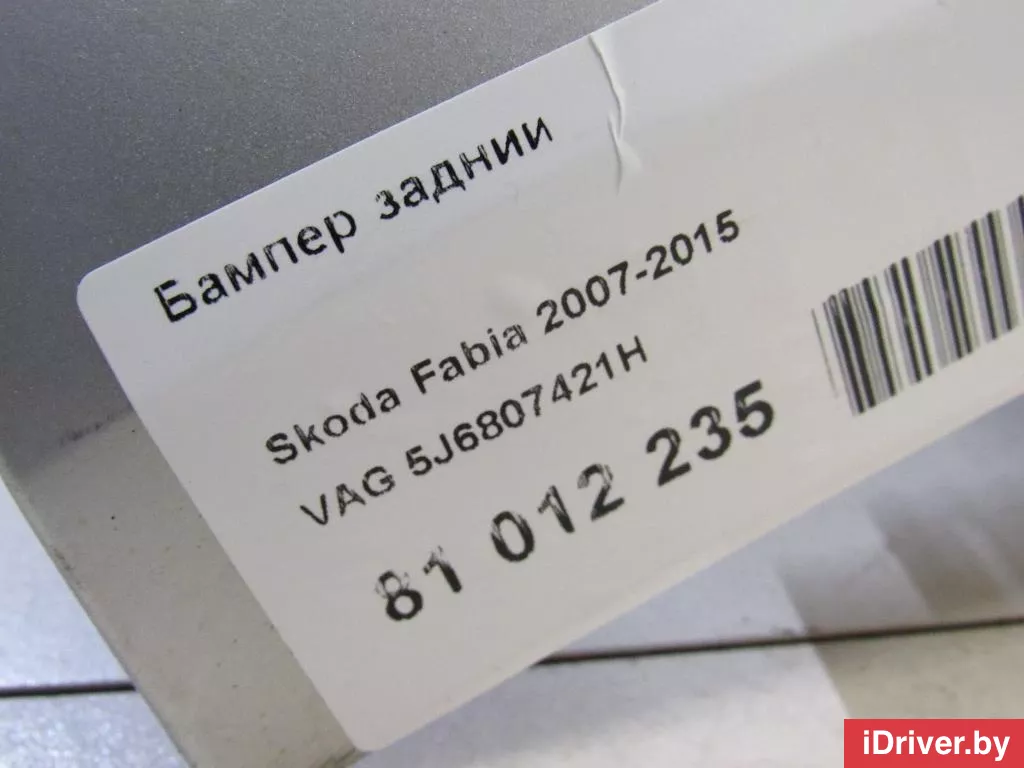 Бампер задний
Skoda Fabia 2007-2015
VAG 5J6807421H
81 012 235
iDriver.by